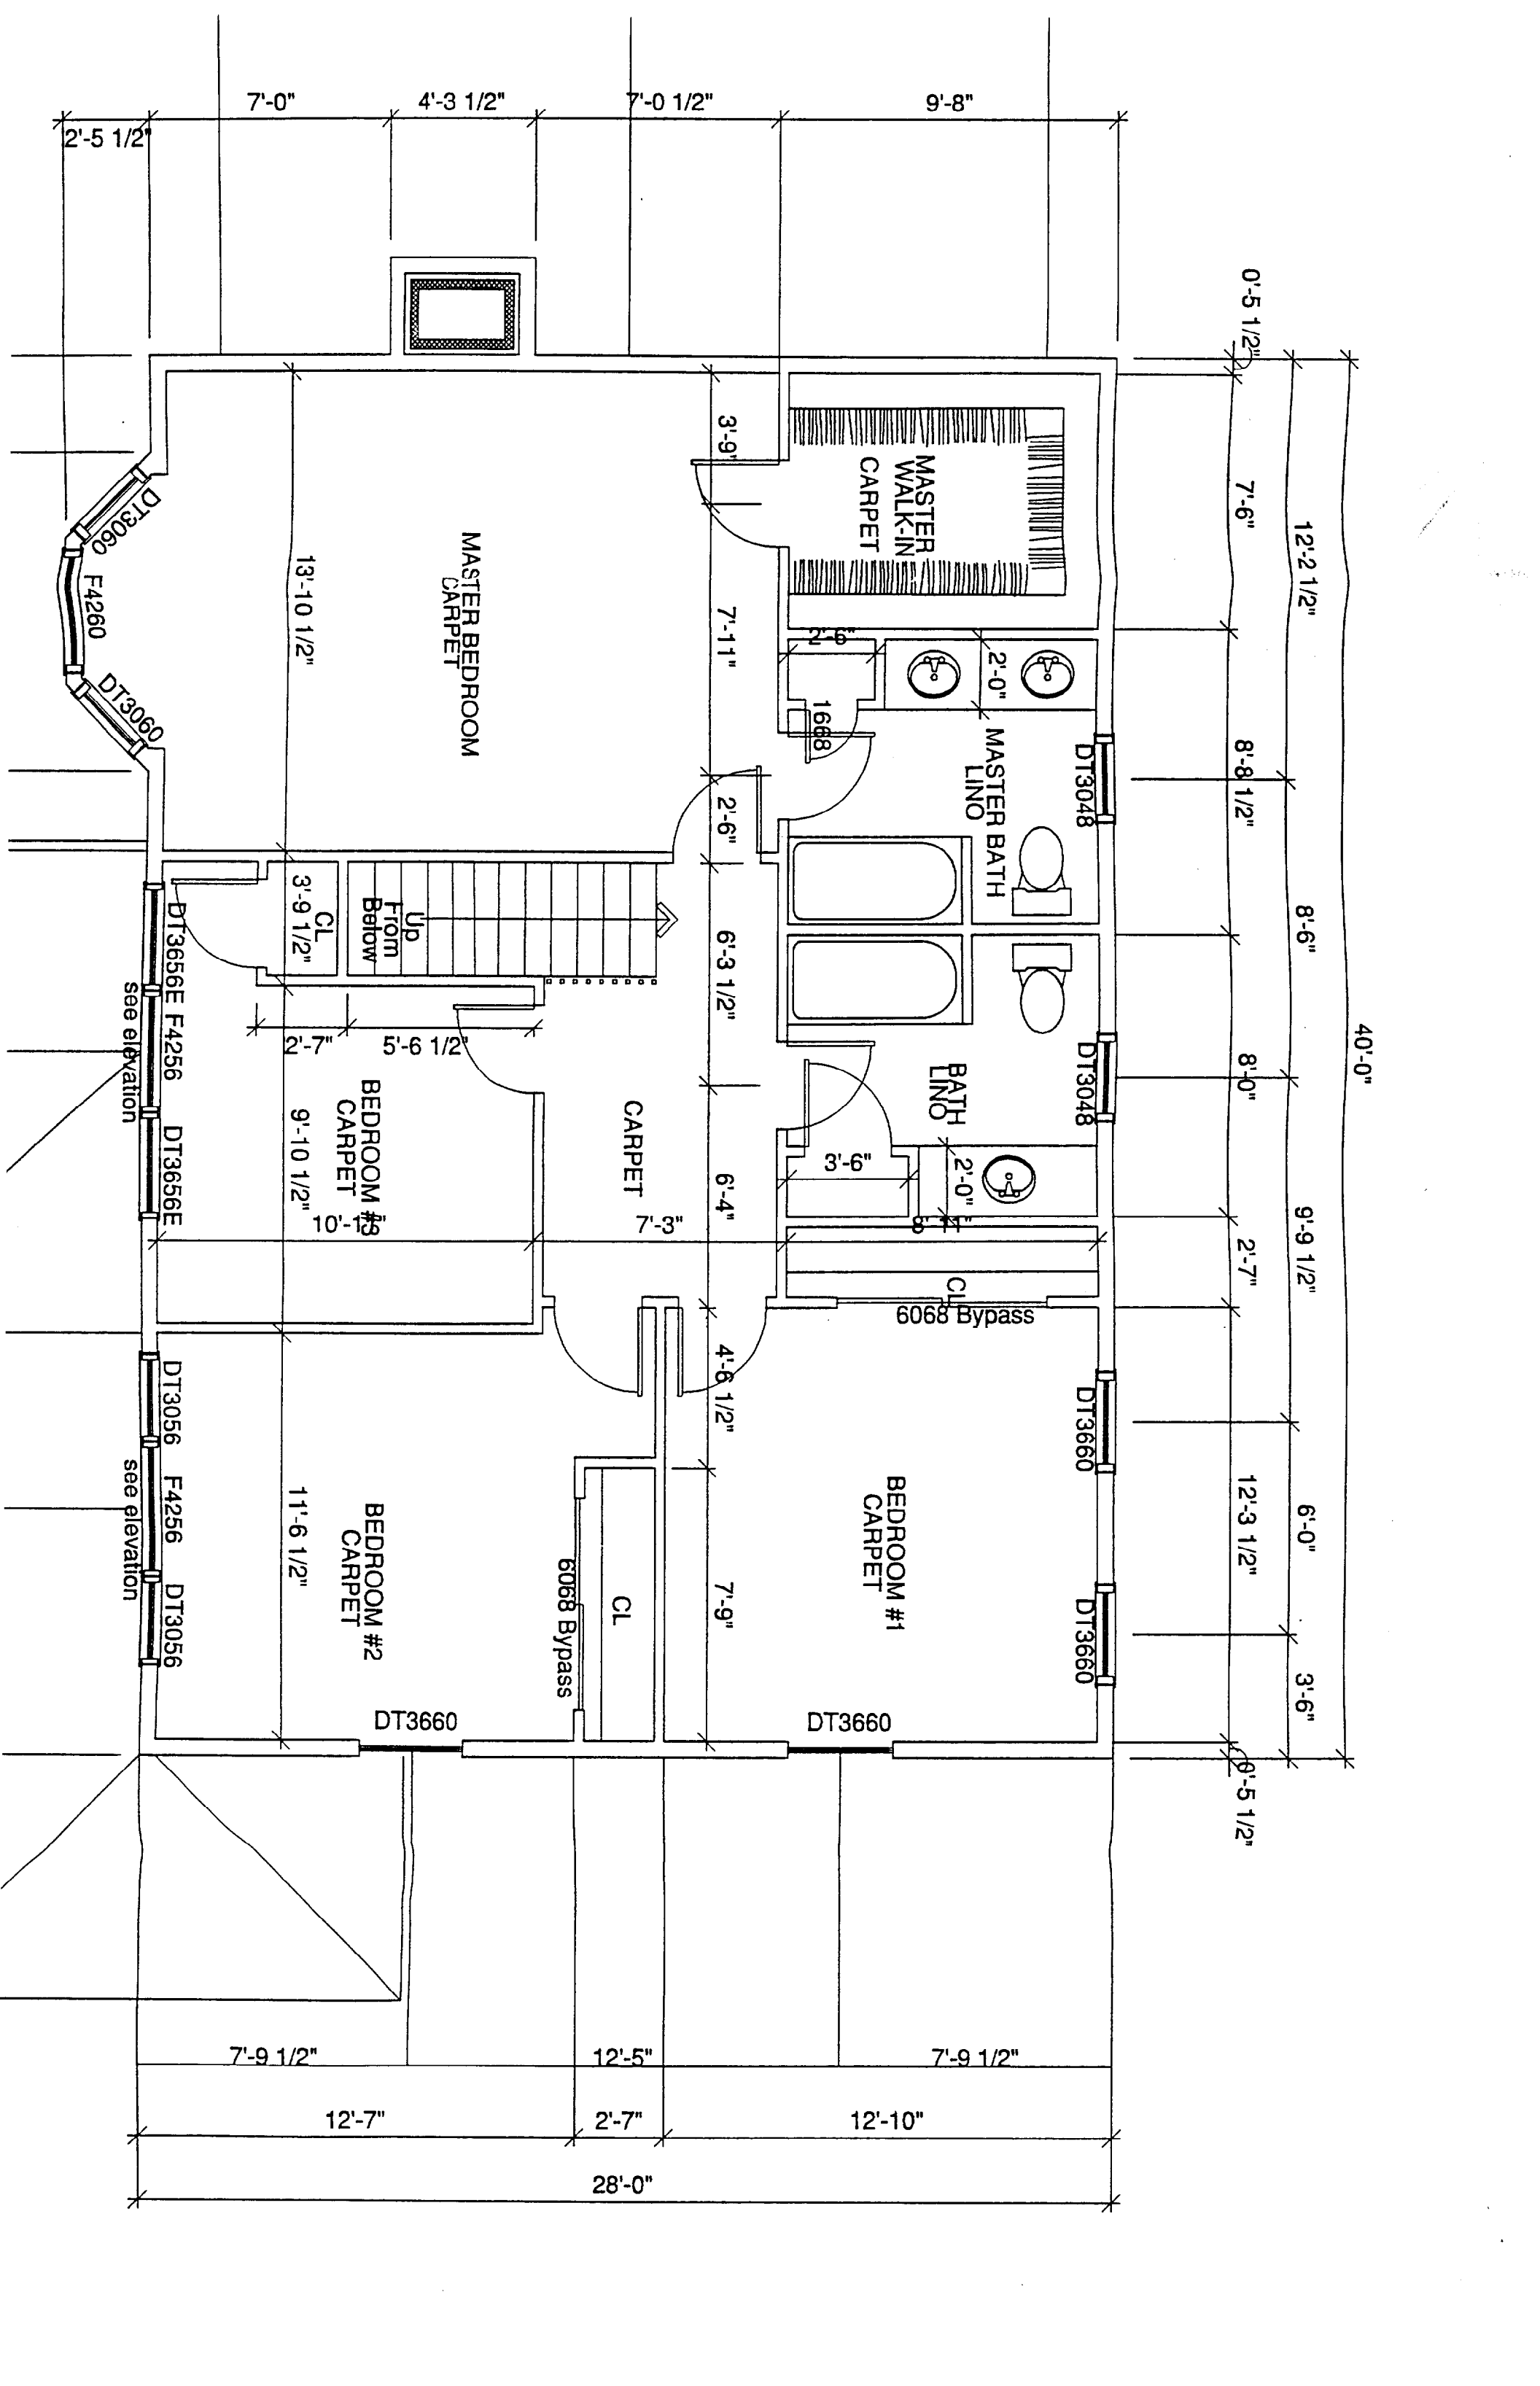 7'-0"
4'-3 1/2"
7'-0 1/2"
9'-8"
2'-5 1/2"
0'-5 1/2"
7'-6"
12'-2 1/2"
8'-8 1/2"
8'-6"
40'-0"
8'-0"
9'-9 1/2"
2'-7"
12'-3 1/2"
6'-0"
3'-6"
0'-5 1/2"
3'-9"
MASTER
WALK-IN
CARPET
DT3060
F4260
DT3060
13'-10 1/2"
MASTER BEDROOM
CARPET
7'-11"
2'-6"
2'-0"
1668
MASTER BATH
LINO
DT3048
2'-6"
3'-9 1/2"
CL
Up
From
Below
6'-3 1/2"
DT3656E
F4256
DT3656E
see elevation
2'-7"
5'-6 1/2"
BEDROOM #3
CARPET
9'-10 1/2"
CARPET
BATH
LINO
DT3048
3'-6"
2'-0"
6'-4"
7'-3"
8'-11"
CL
6068 Bypass
4'-6 1/2"
DT3056
F4256
DT3056
see elevation
11'-6 1/2"
BEDROOM #2
CARPET
6068 Bypass
CL
7'-9"
BEDROOM #1
CARPET
DT3660
DT3660
DT3660
DT3660
7'-9 1/2"
12'-5"
7'-9 1/2"
12'-7"
2'-7"
12'-10"
28'-0"